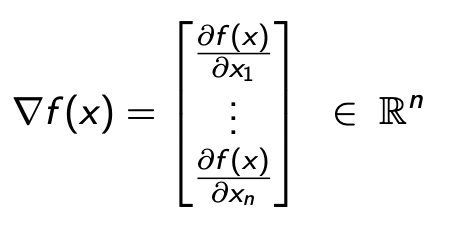 ∇f(x) = [ ∂f(x)/∂x₁ ⋮ ∂f(x)/∂xₙ ] ∈ ℝⁿ